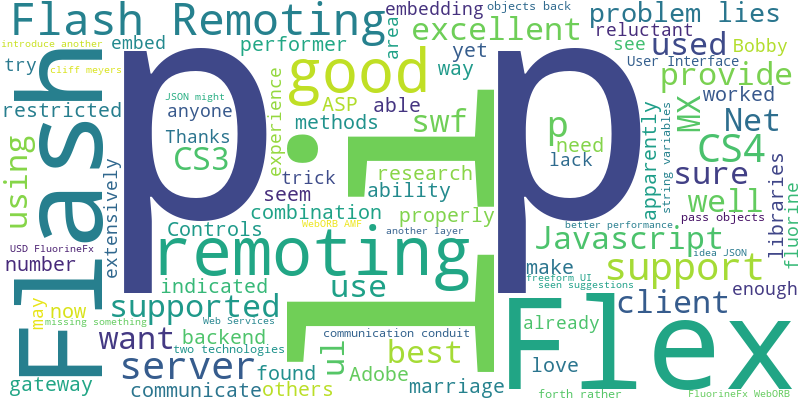 Flash Remoting
embedding
objects back
problem lies
introduce another
embed
performer
area
excellent
reluctant
cliff meyers
try
good
yet
used
see
Bobby
User Interface
JSON might
way
provide
restricted
anyone
ASP
able
MX
worked
Flash
p
Thanks
experience
methods
swf
p
Net
using
CS3
trick
need
lack
CS4
extensively
seem
research
ability
apparently
string variables
sure
libraries
combination
properly
well
pass objects
USD FluorineFx
Controls
WebORB AMF
another layer
better performance
fluorine
number
remoting
li
p
Javascript
idea JSON
indicated
make
freeform UI
seen suggestions
support
enough
may
now
supported
use
client
missing something
Web Services
want
backend
communication conduit
already
two technologies
ul
best
Flex
server
found
Adobe
love
gateway
communicate
others
marriage
forth rather
FluorineFx WebORB